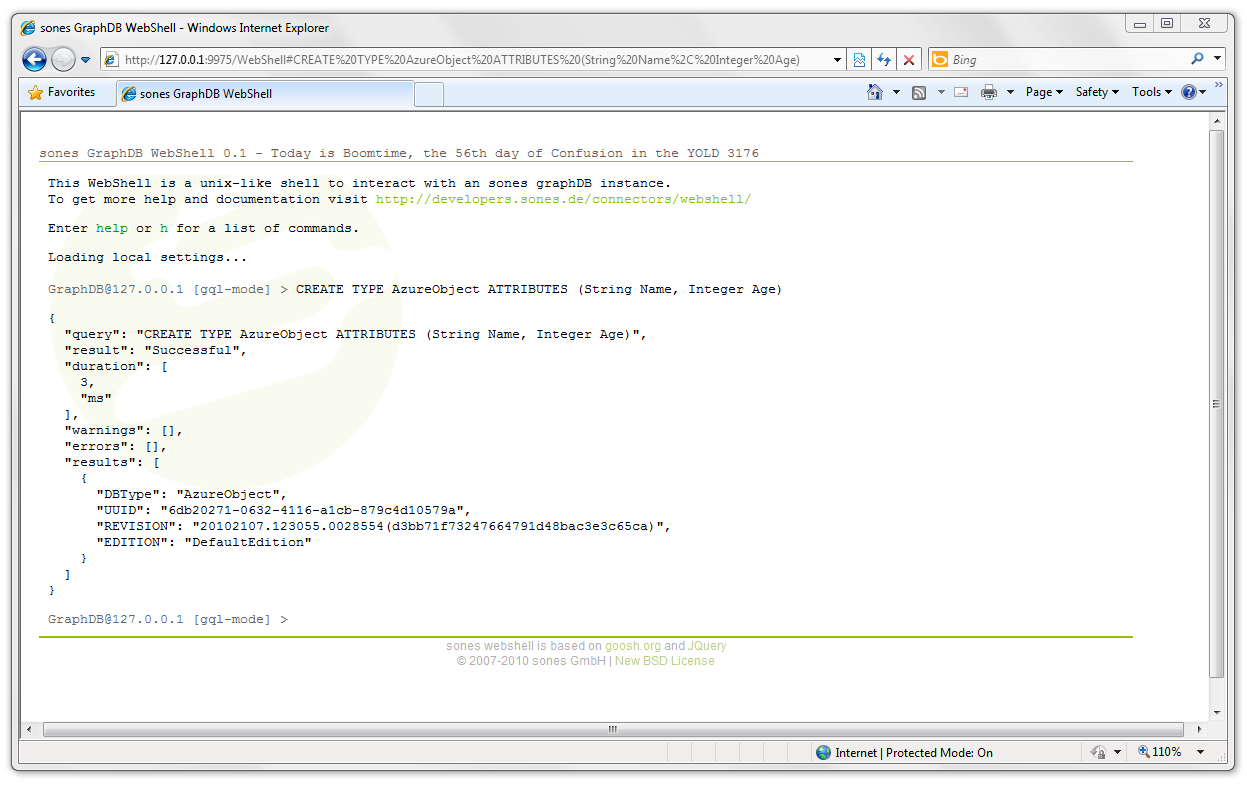 sones GraphDB WebShell - Windows Internet Explorer
http://127.0.0.1:9975/WebShell#CREATE%20TYPE%20AzureObject%20ATTRIBUTES%20(String%20Name%2C%20Integer%20Age)
Bing
Favorites
sones GraphDB WebShell
Page
Safety
Tools
sones GraphDB WebShell 0.1 - Today is Boomtime, the 56th day of Confusion in the YOLD 3176
This WebShell is a unix-like shell to interact with an sones graphDB instance.
To get more help and documentation visit http://developers.sones.de/connectors/webshell/
Enter help or h for a list of commands.
Loading local settings...
GraphDB@127.0.0.1 [gql-mode] > CREATE TYPE AzureObject ATTRIBUTES (String Name, Integer Age)
{
"query": "CREATE TYPE AzureObject ATTRIBUTES (String Name, Integer Age)",
"result": "Successful",
"duration": [
3,
"ms"
],
"warnings": [],
"errors": [],
"results": [
{
"DBType": "AzureObject",
"UUID": "6db20271-0632-4116-a1cb-879c4d10579a",
"REVISION": "20102107.123055.0028554(d3bb71f73247664791d48bac3e3c65ca)",
"EDITION": "DefaultEdition"
}
]
}
GraphDB@127.0.0.1 [gql-mode] >
sones webshell is based on goosh.org and JQuery
© 2007-2010 sones GmbH | New BSD License
Internet | Protected Mode: On
110%